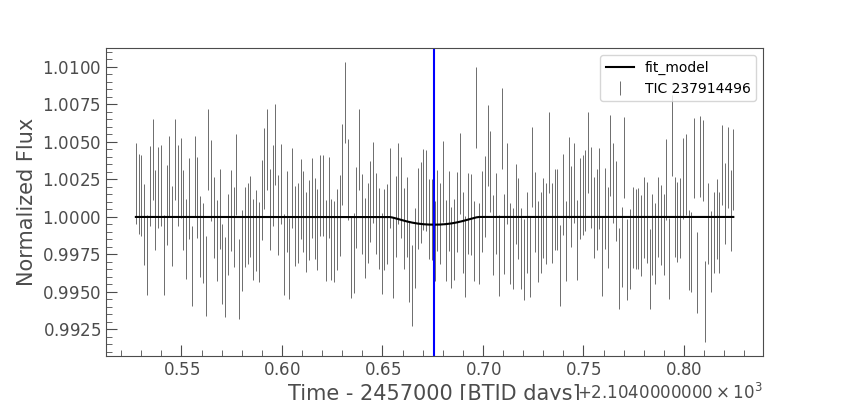 1.0100
1.0075
1.0050
1.0025
1.0000
0.9975
0.9950
0.9925
Normalized Flux
fit_model
TIC 237914496
0.55
0.60
0.65
0.70
0.75
0.80
Time - 2457000 [BTJD days]
+2.1040000000 × 10³